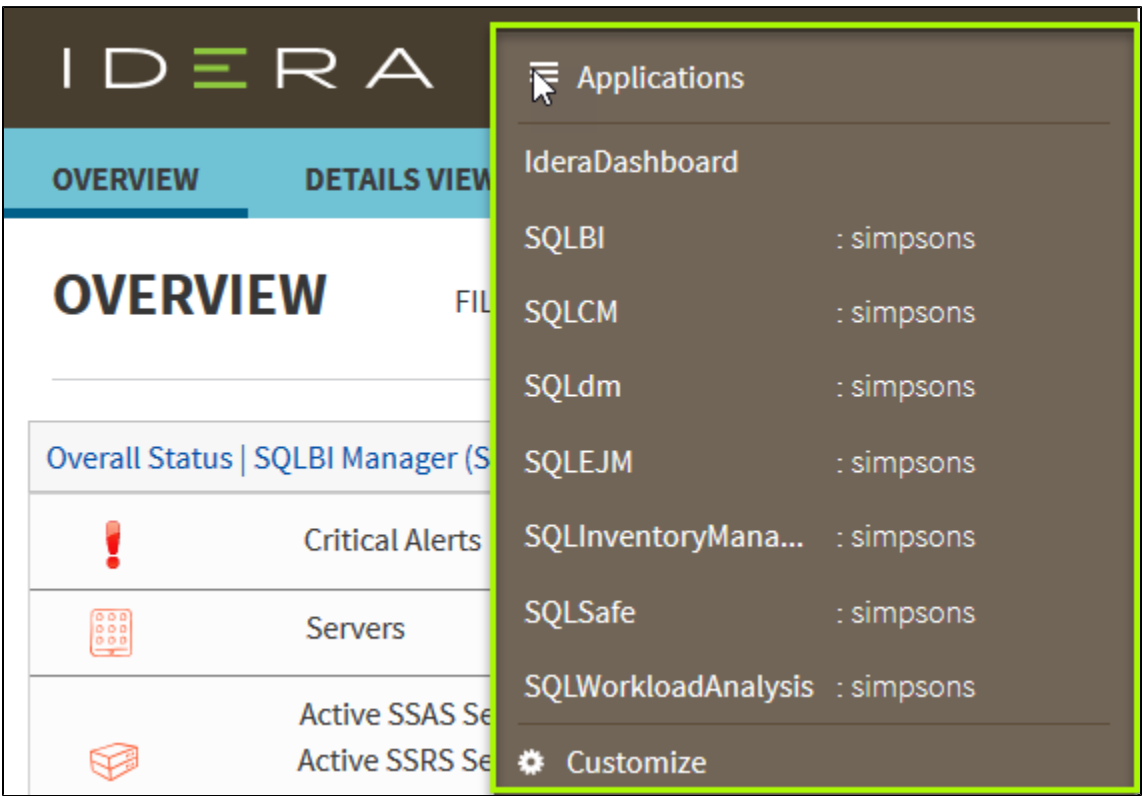 IDERA
Applications
OVERVIEW DETAILS VIEW
IderaDashboard
SQLBI : simpsons
OVERVIEW FIL
SQLCM : simpsons
SQLdm : simpsons
Overall Status | SQLBI Manager (S
SQLEJM : simpsons
Critical Alerts
SQLInventoryMana... : simpsons
Servers
SQLSafe : simpsons
SQLWorkloadAnalysis : simpsons
Active SSAS Se
Active SSRS Se
Customize